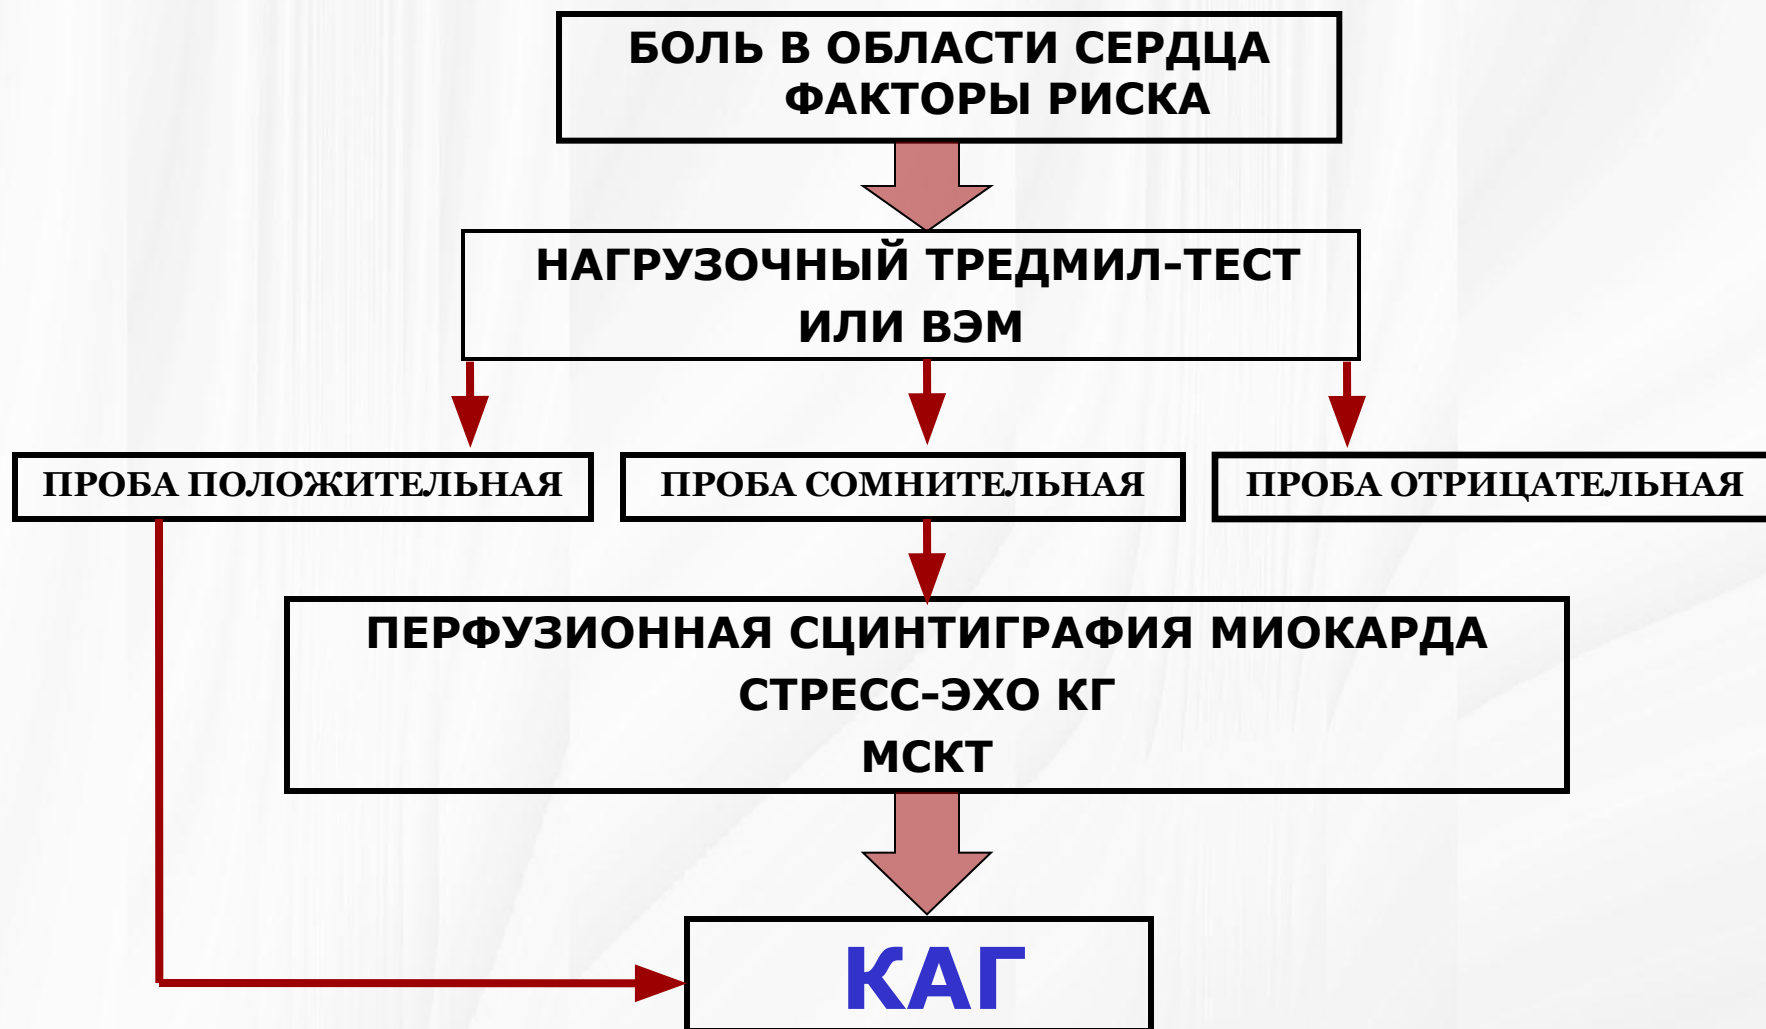 БОЛЬ В ОБЛАСТИ СЕРДЦА
ФАКТОРЫ РИСКА
НАГРУЗОЧНЫЙ ТРЕДМИЛ-ТЕСТ
ИЛИ ВЭМ
ПРОБА ПОЛОЖИТЕЛЬНАЯ
ПРОБА СОМНИТЕЛЬНАЯ
ПРОБА ОТРИЦАТЕЛЬНАЯ
ПЕРФУЗИОННАЯ СЦИНТИГРАФИЯ МИОКАРДА
СТРЕСС-ЭХО КГ
МСКТ
КАГ